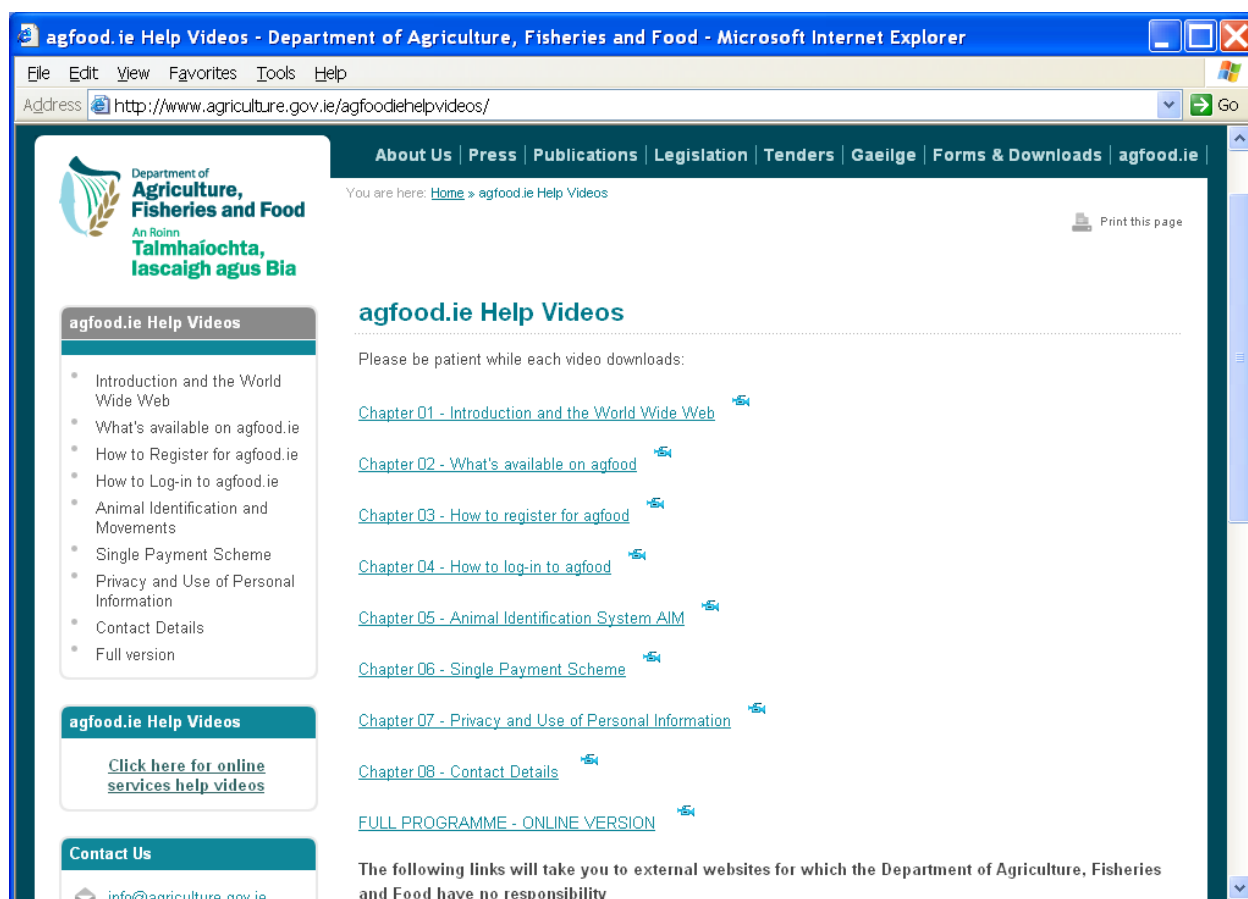 agfood.ie Help Videos - Department of Agriculture, Fisheries and Food - Microsoft Internet Explorer
File Edit View Favorites Tools Help
Address http://www.agriculture.gov.ie/agfoodiehelpvideos/ Go
About Us | Press | Publications | Legislation | Tenders | Gaeilge | Forms & Downloads | agfood.ie |
Department of
Agriculture,
Fisheries and Food
An Roinn
Talmhaíochta,
Iascaigh agus Bia
You are here: Home » agfood.ie Help Videos
Print this page
agfood.ie Help Videos
Introduction and the World
Wide Web
What's available on agfood.ie
How to Register for agfood.ie
How to Log-in to agfood.ie
Animal Identification and
Movements
Single Payment Scheme
Privacy and Use of Personal
Information
Contact Details
Full version
agfood.ie Help Videos
Click here for online
services help videos
Contact Us
info@agriculture.gov.ie
agfood.ie Help Videos
Please be patient while each video downloads:
Chapter 01 - Introduction and the World Wide Web
Chapter 02 - What's available on agfood
Chapter 03 - How to register for agfood
Chapter 04 - How to log-in to agfood
Chapter 05 - Animal Identification System AIM
Chapter 06 - Single Payment Scheme
Chapter 07 - Privacy and Use of Personal Information
Chapter 08 - Contact Details
FULL PROGRAMME - ONLINE VERSION
The following links will take you to external websites for which the Department of Agriculture, Fisheries
and Food have no responsibility